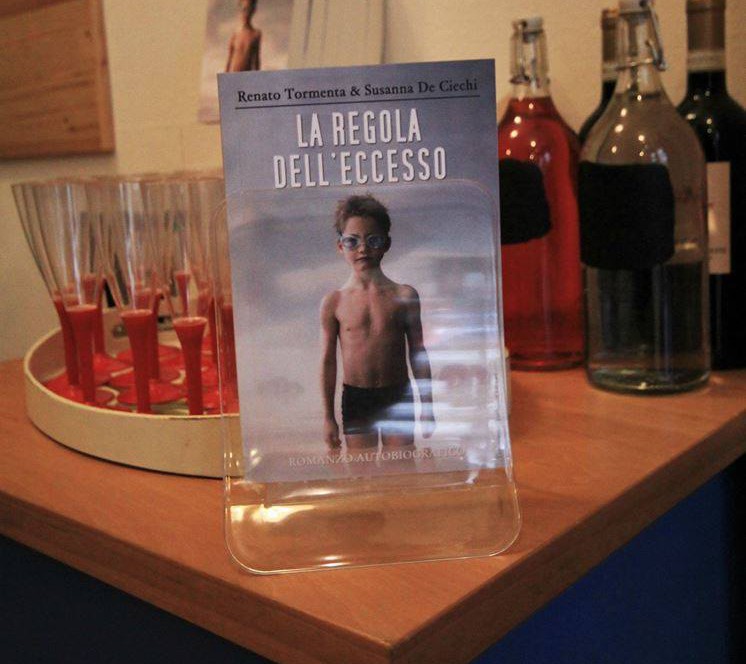 Renato Tormenta & Susanna De Ciechi
LA REGOLA
DELL'ECCESSO
ROMANZO AUTOBIOGRAFICO